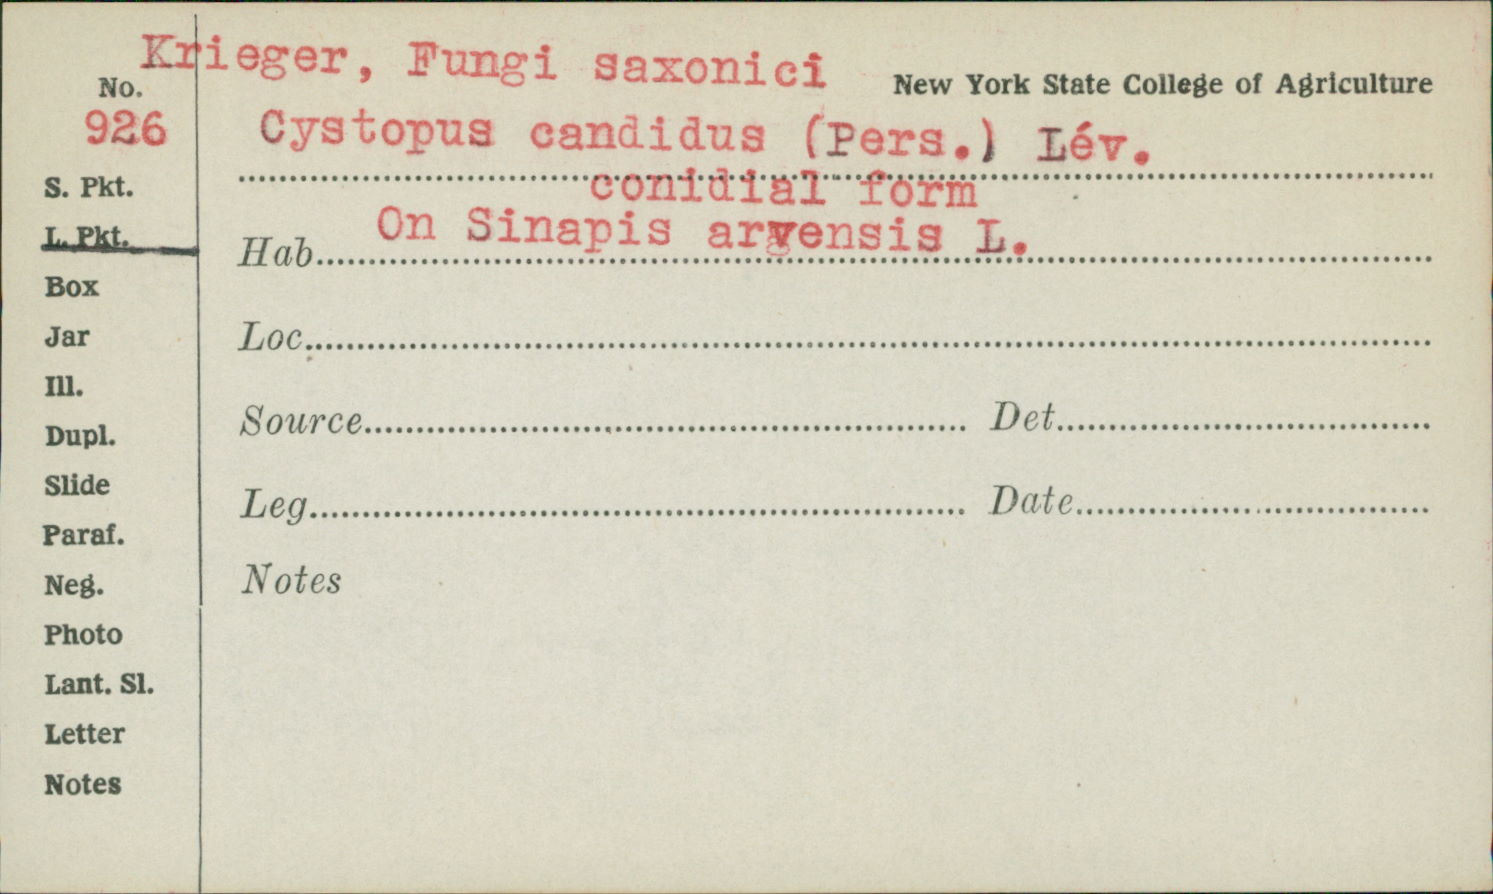 Krieger, Fungi saxonici
New York State College of Agriculture
No.
926
Cystopus candidus (Pers.) Lév.
conidial form
S. Pkt.
L. Pkt.
Hab. On Sinapis arvensis L.
Box
Jar
Loc.
Ill.
Dupl.
Source Det.
Slide
Leg. Date
Paraf.
Neg.
Notes
Photo
Lant. Sl.
Letter
Notes